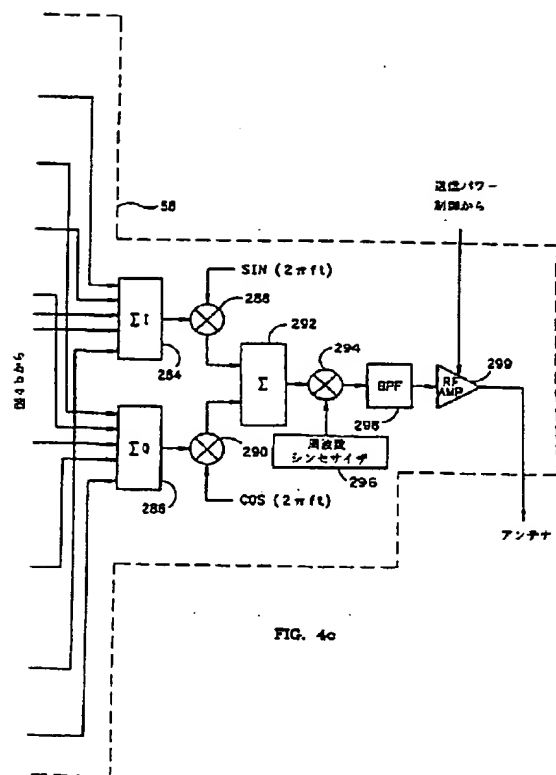 送信パワー
制御から
58
SIN (2πft)
288
292
ΣI
294
299
284
Σ
BPF
RF
AMP
298
ΣQ
290
周波数
シンセサイザ
296
286
COS (2πft)
アンテナ
図4bから
FIG. 4c